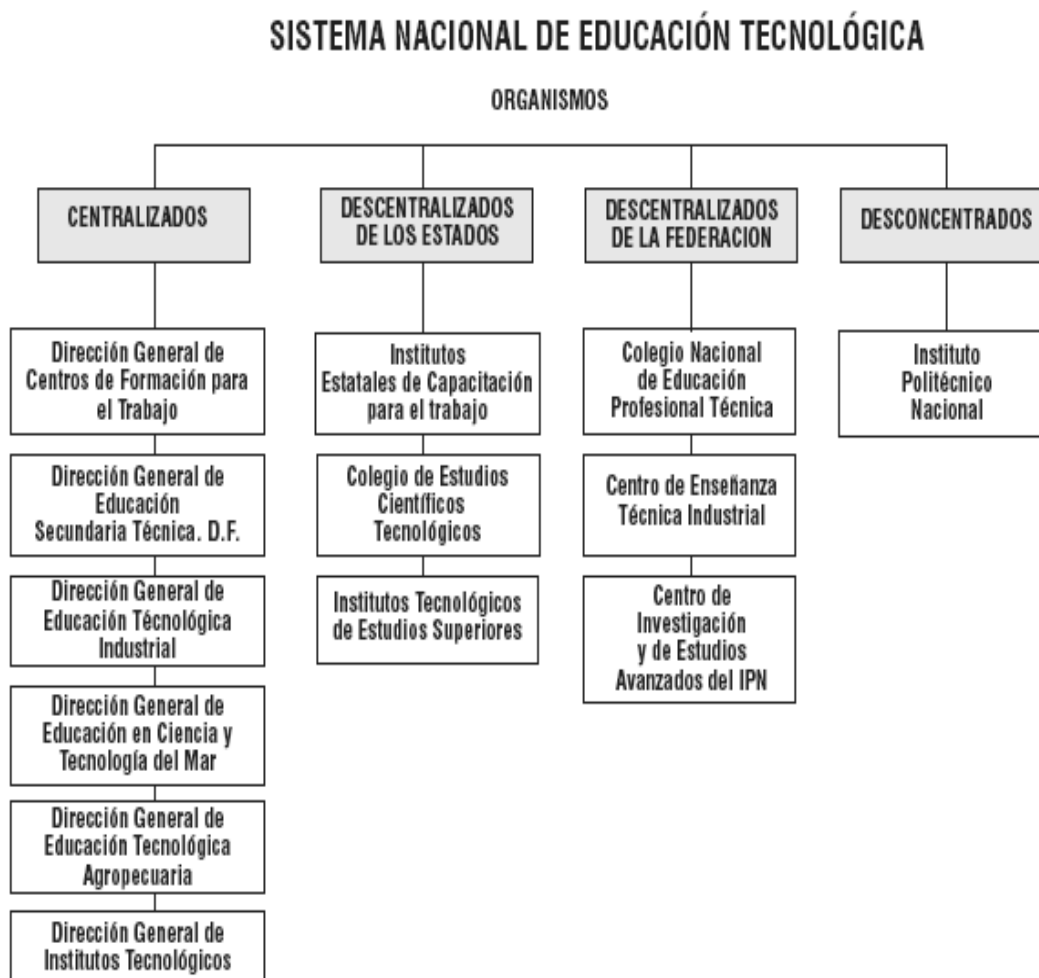 SISTEMA NACIONAL DE EDUCACIÓN TECNOLÓGICA
ORGANISMOS
CENTRALIZADOS
Dirección General de
Centros de Formación para
el Trabajo
Dirección General de
Educación
Secundaria Técnica. D.F.
Dirección General de
Educación Técnológica
Industrial
Dirección General de
Educación en Ciencia y
Tecnología del Mar
Dirección General de
Educación Tecnológica
Agropecuaria
Dirección General de
Institutos Tecnológicos
DESCENTRALIZADOS
DE LOS ESTADOS
Institutos
Estatales de Capacitación
para el trabajo
Colegio de Estudios
Científicos
Tecnológicos
Institutos Tecnológicos
de Estudios Superiores
DESCENTRALIZADOS
DE LA FEDERACION
Colegio Nacional
de Educación
Profesional Técnica
Centro de Enseñanza
Técnica Industrial
Centro de
Investigación
y de Estudios
Avanzados del IPN
DESCONCENTRADOS
Instituto
Politécnico
Nacional